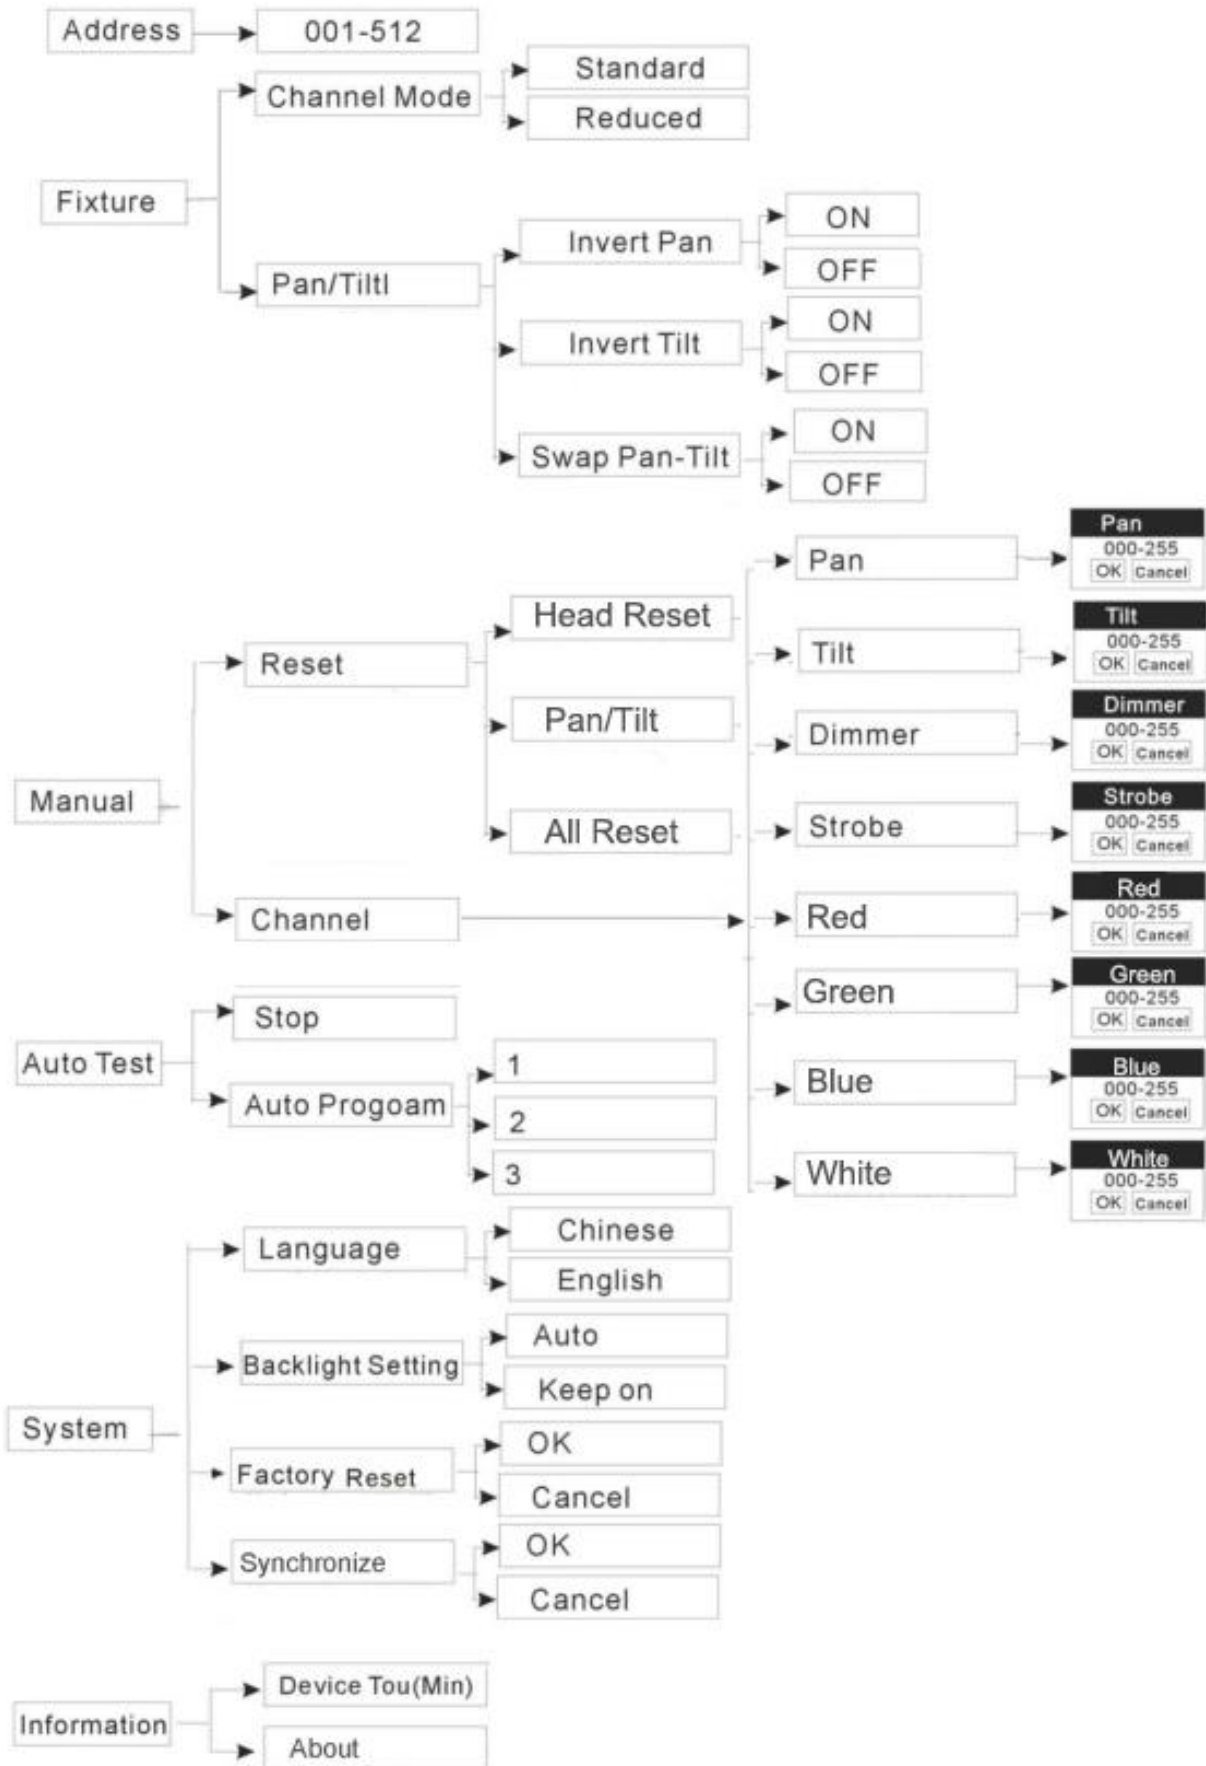 Address
001-512
Fixture
Channel Mode
Standard
Reduced
Pan/Tiltl
Invert Pan
ON
OFF
Invert Tilt
ON
OFF
Swap Pan-Tilt
ON
OFF
Manual
Reset
Head Reset
Pan/Tilt
All Reset
Channel
Pan
Pan
000-255
OK Cancel
Tilt
Tilt
000-255
OK Cancel
Dimmer
Dimmer
000-255
OK Cancel
Strobe
Strobe
000-255
OK Cancel
Red
Red
000-255
OK Cancel
Green
Green
000-255
OK Cancel
Blue
Blue
000-255
OK Cancel
White
White
000-255
OK Cancel
Auto Test
Stop
Auto Progoam
1
2
3
System
Language
Chinese
English
Backlight Setting
Auto
Keep on
Factory Reset
OK
Cancel
Synchronize
OK
Cancel
Information
Device Tou(Min)
About